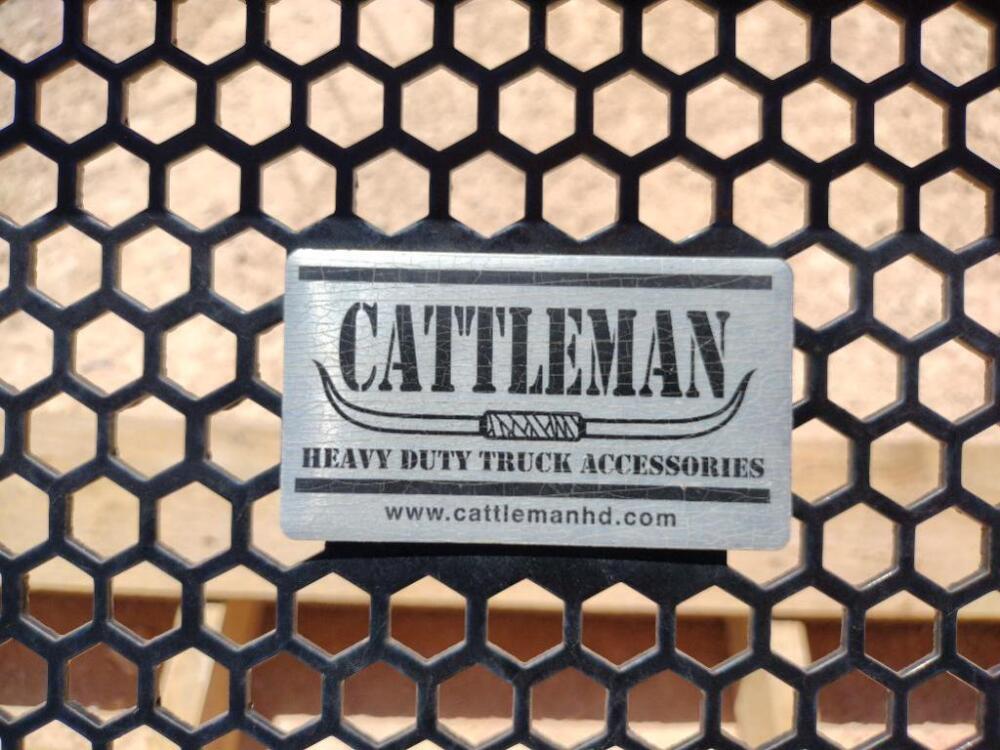 CATTLEMAN
HEAVY DUTY TRUCK ACCESSORIES
www.cattlemanhd.com